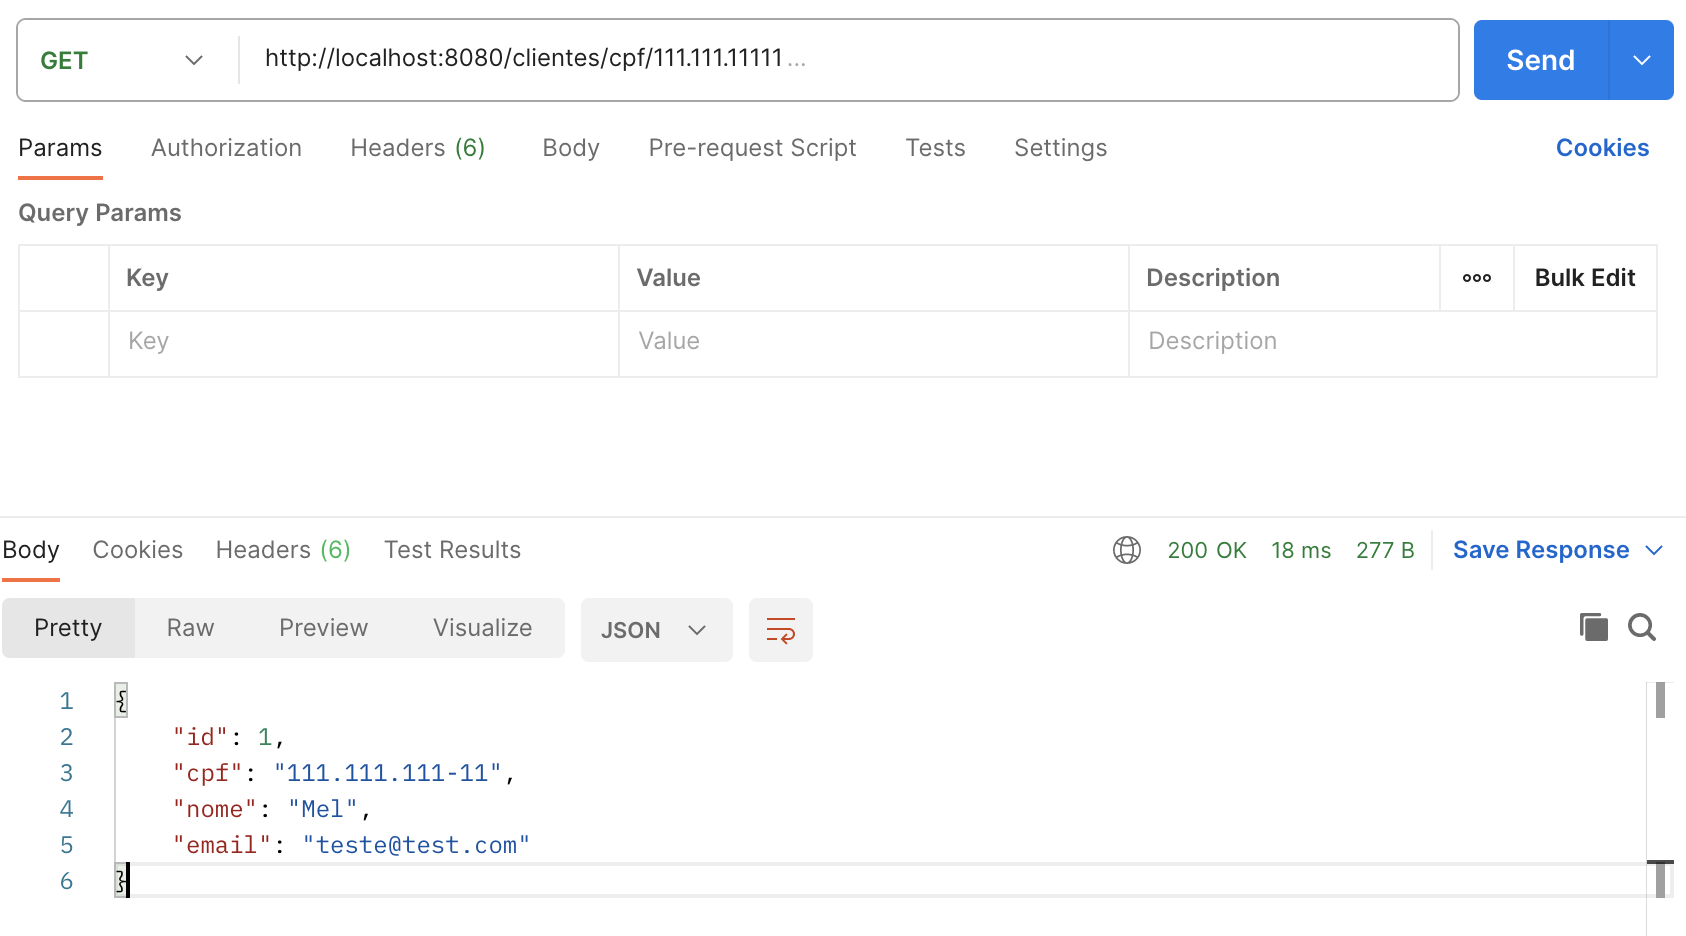 GET http://localhost:8080/clientes/cpf/111.111.11111 ... Send
Params Authorization Headers (6) Body Pre-request Script Tests Settings Cookies
Query Params
Key Value Description ooo Bulk Edit
Key Value Description
Body Cookies Headers (6) Test Results 200 OK 18 ms 277 B Save Response
Pretty Raw Preview Visualize JSON
1 {
2 "id": 1,
3 "cpf": "111.111.111-11",
4 "nome": "Mel",
5 "email": "teste@test.com"
6 }